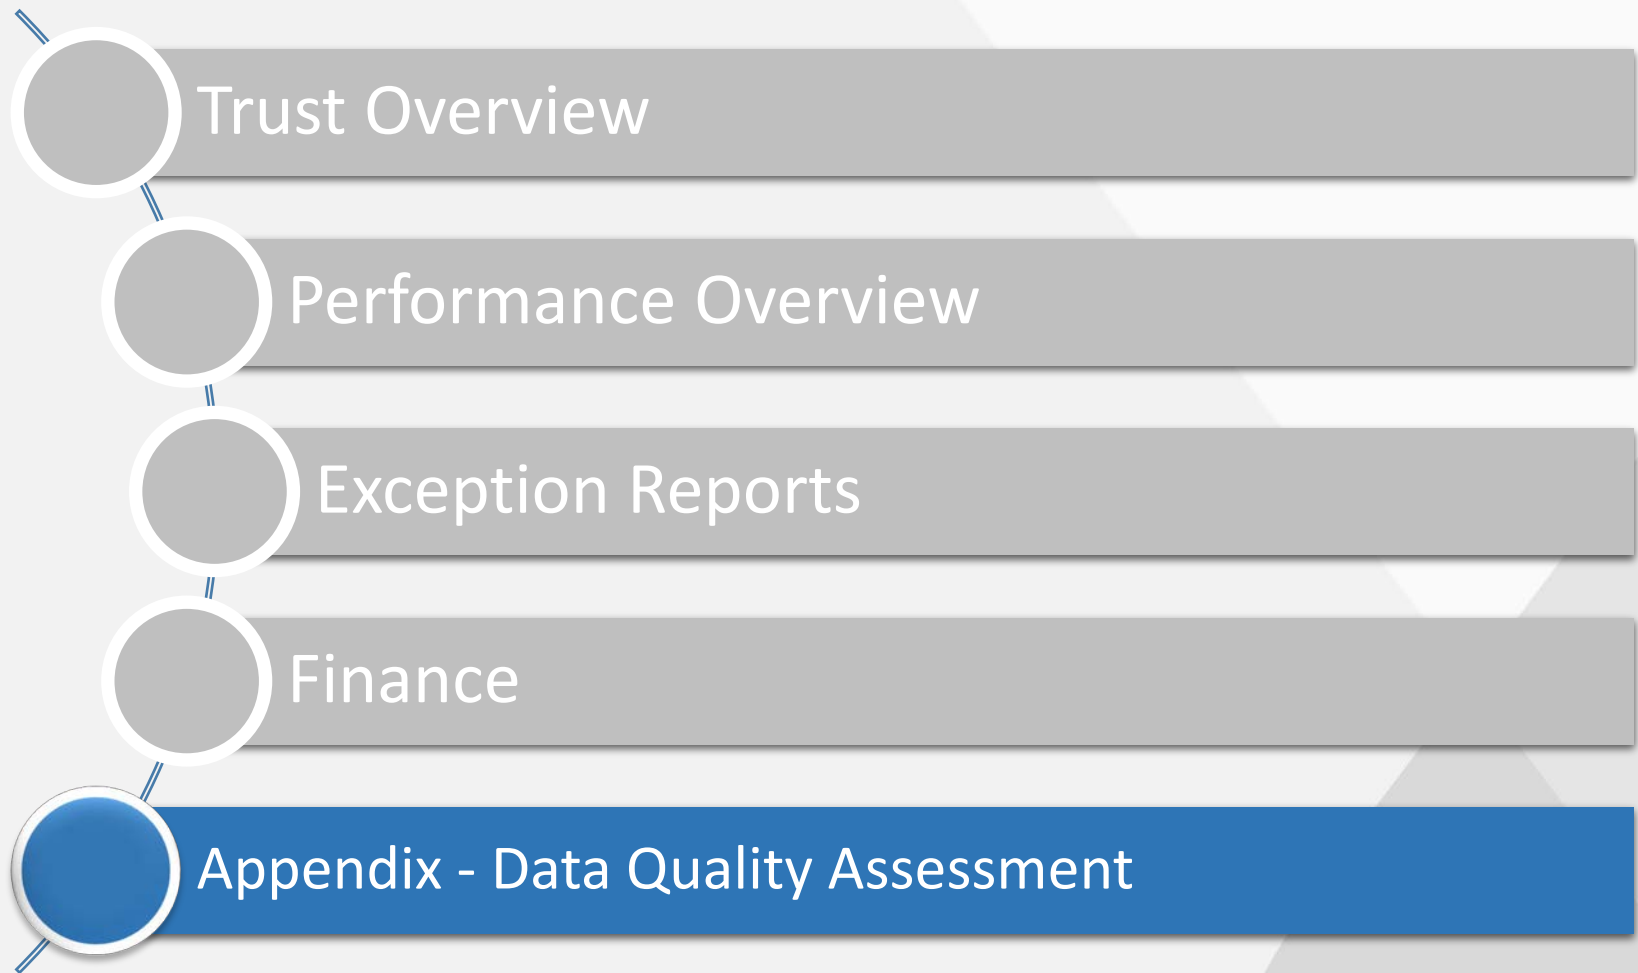 Trust Overview
Performance Overview
Exception Reports
Finance
Appendix - Data Quality Assessment